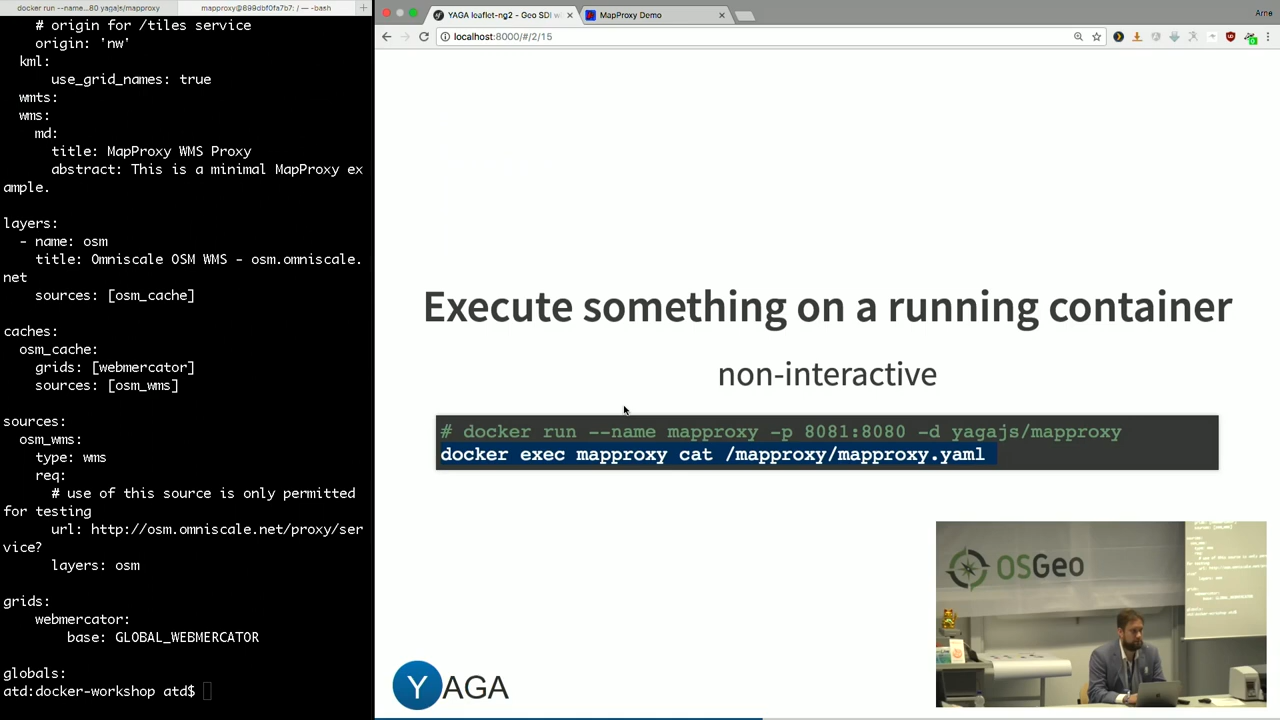 docker run --name...80 yagajs/mapproxy
mapproxy@899dbf0fa7b7: / — -bash
# origin for /tiles service
origin: 'nw'
kml:
use_grid_names: true
wmts:
wms:
md:
title: MapProxy WMS Proxy
abstract: This is a minimal MapProxy ex
ample.
layers:
- name: osm
title: Omniscale OSM WMS - osm.omniscale.
net
sources: [osm_cache]
caches:
osm_cache:
grids: [webmercator]
sources: [osm_wms]
sources:
osm_wms:
type: wms
req:
# use of this source is only permitted
for testing
url: http://osm.omniscale.net/proxy/ser
vice?
layers: osm
grids:
webmercator:
base: GLOBAL_WEBMERCATOR
globals:
atd:docker-workshop atd$
YAGA leaflet-ng2 - Geo SDI wi
MapProxy Demo
Arne
localhost:8000/#/2/15
Execute something on a running container
non-interactive
# docker run --name mapproxy -p 8081:8080 -d yagajs/mapproxy
docker exec mapproxy cat /mapproxy/mapproxy.yaml
OSGeo
YAGA